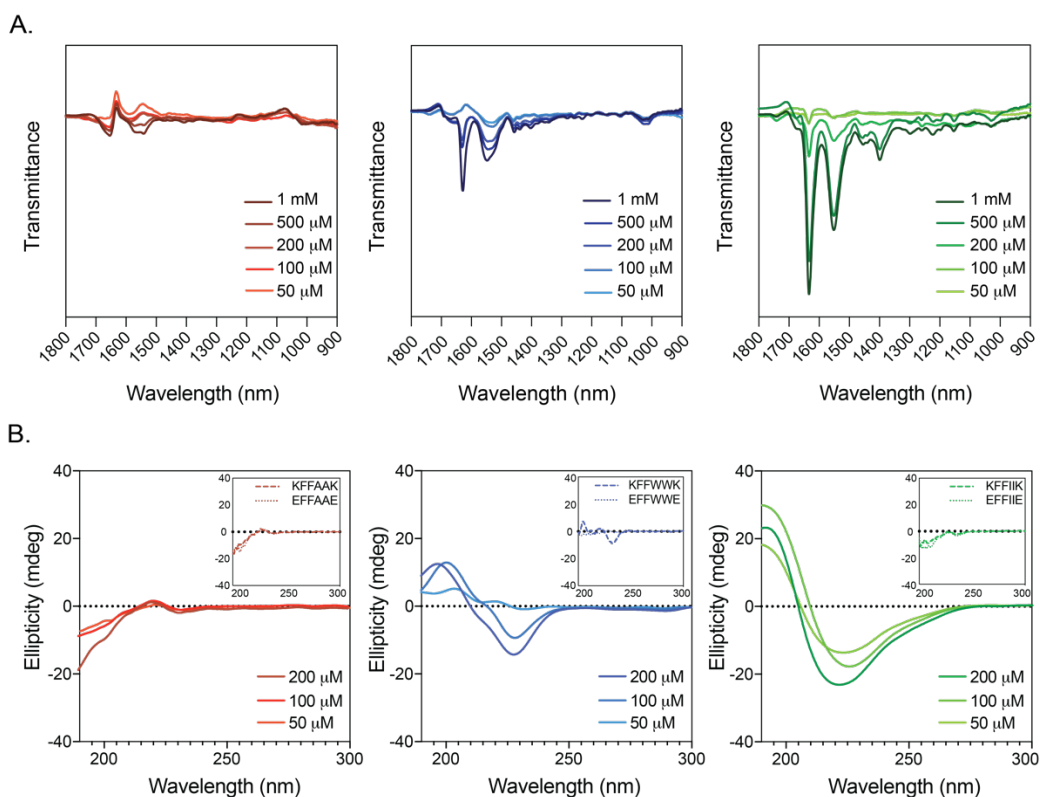 A.
Transmittance
1 mM
500 μM
200 μM
100 μM
50 μM
1800 1700 1600 1500 1400 1300 1200 1100 1000 900
Wavelength (nm)
Transmittance
1 mM
500 μM
200 μM
100 μM
50 μM
1800 1700 1600 1500 1400 1300 1200 1100 1000 900
Wavelength (nm)
Transmittance
1 mM
500 μM
200 μM
100 μM
50 μM
1800 1700 1600 1500 1400 1300 1200 1100 1000 900
Wavelength (nm)
B.
Ellipticity (mdeg)
40
20
0
-20
-40
40
20
0
-20
-40
KFFAAK
EFFAAE
200 250 300
200 μM
100 μM
50 μM
200 250 300
Wavelength (nm)
Ellipticity (mdeg)
40
20
0
-20
-40
40
20
0
-20
-40
KFFWWK
EFFWWE
200 250 300
200 μM
100 μM
50 μM
200 250 300
Wavelength (nm)
Ellipticity (mdeg)
40
20
0
-20
-40
40
20
0
-20
-40
KFFIIK
EFFIIE
200 250 300
200 μM
100 μM
50 μM
200 250 300
Wavelength (nm)